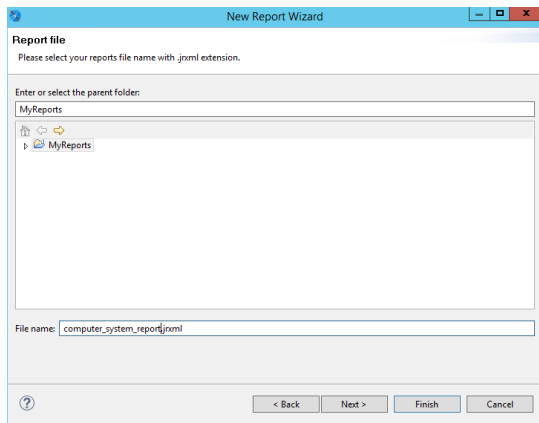 New Report Wizard
Report file
Please select your reports file name with .jrxml extension.
Enter or select the parent folder:
MyReports
MyReports
File name: computer_system_report.jrxml
?
< Back Next > Finish Cancel